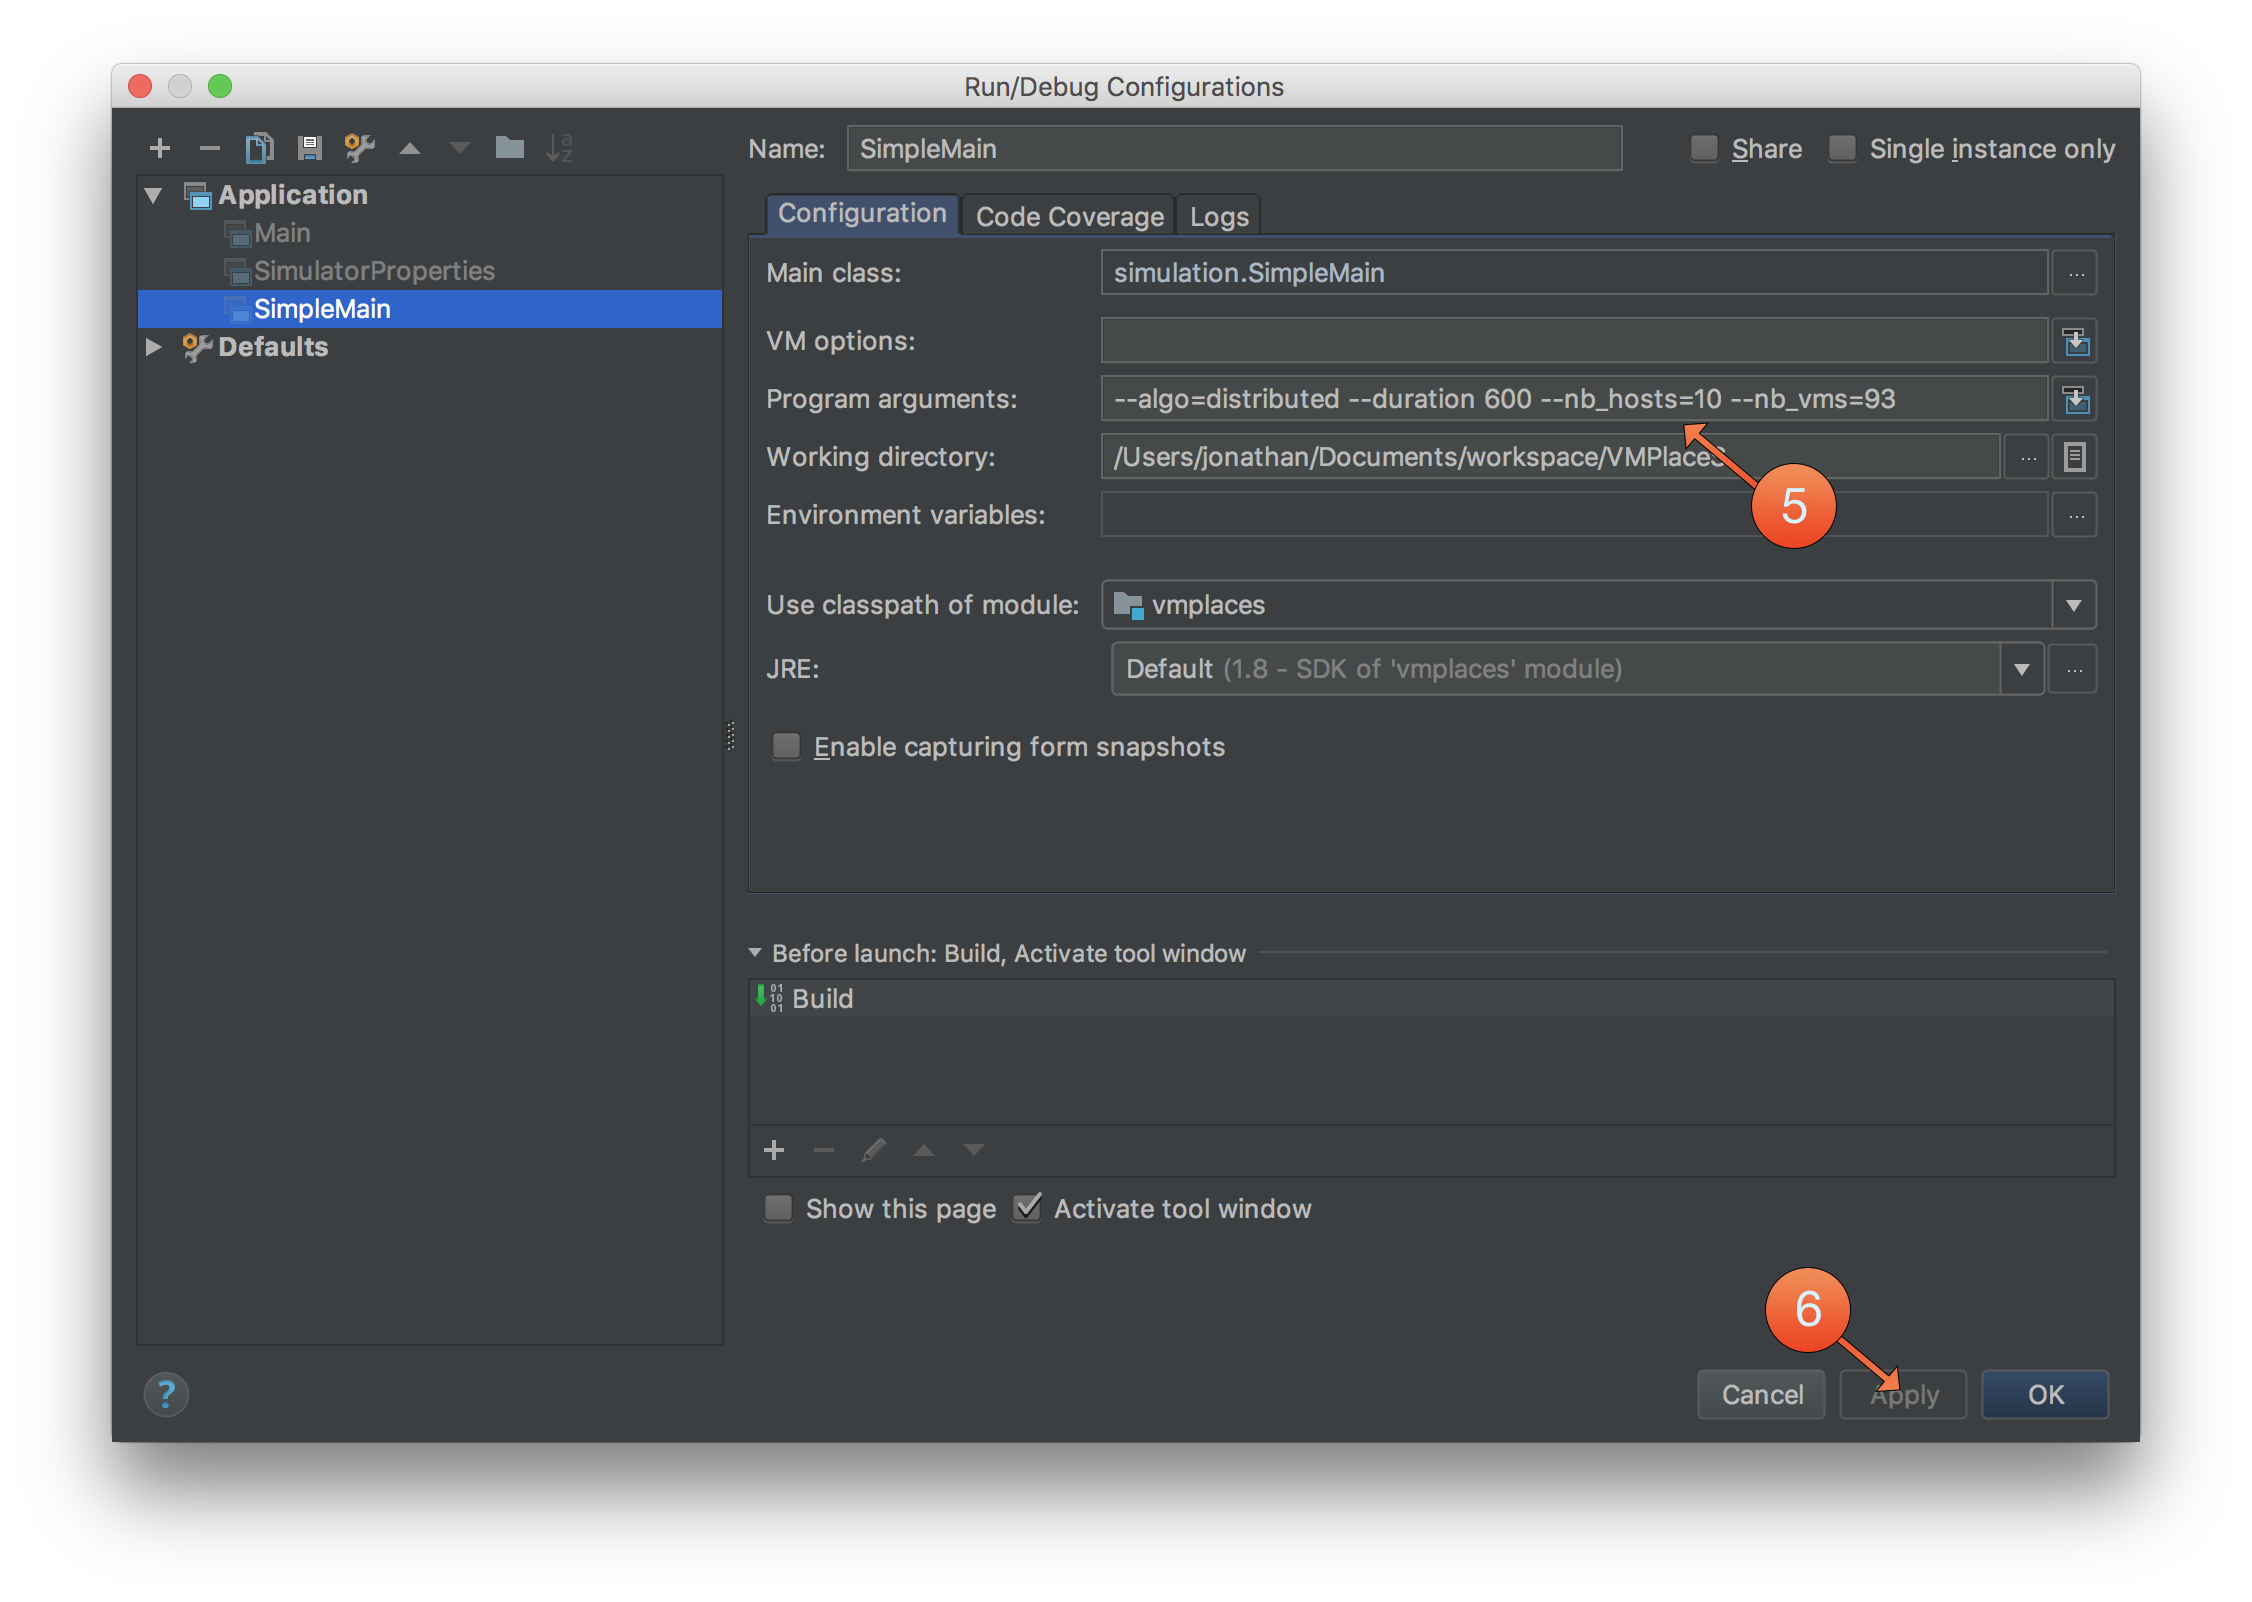 Run/Debug Configurations
Name: SimpleMain Share Single instance only
Application
Main
SimulatorProperties
SimpleMain
Defaults
Configuration Code Coverage Logs
Main class: simulation.SimpleMain ...
VM options:
Program arguments: --algo=distributed --duration 600 --nb_hosts=10 --nb_vms=93
Working directory: /Users/jonathan/Documents/workspace/VMPlaceS ...
5
Environment variables: ...
Use classpath of module: vmplaces
JRE: Default (1.8 - SDK of 'vmplaces' module) ...
Enable capturing form snapshots
Before launch: Build, Activate tool window
Build
Show this page Activate tool window
6
? Cancel Apply OK